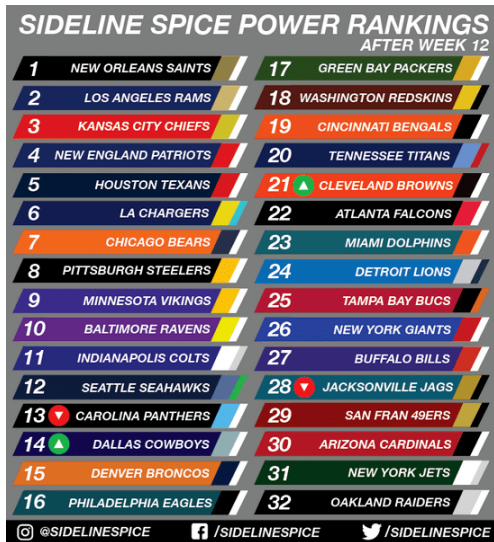 SIDELINE SPICE POWER RANKINGS
AFTER WEEK 12
1 NEW ORLEANS SAINTS
2 LOS ANGELES RAMS
3 KANSAS CITY CHIEFS
4 NEW ENGLAND PATRIOTS
5 HOUSTON TEXANS
6 LA CHARGERS
7 CHICAGO BEARS
8 PITTSBURGH STEELERS
9 MINNESOTA VIKINGS
10 BALTIMORE RAVENS
11 INDIANAPOLIS COLTS
12 SEATTLE SEAHAWKS
13 CAROLINA PANTHERS
14 DALLAS COWBOYS
15 DENVER BRONCOS
16 PHILADELPHIA EAGLES
17 GREEN BAY PACKERS
18 WASHINGTON REDSKINS
19 CINCINNATI BENGALS
20 TENNESSEE TITANS
21 CLEVELAND BROWNS
22 ATLANTA FALCONS
23 MIAMI DOLPHINS
24 DETROIT LIONS
25 TAMPA BAY BUCS
26 NEW YORK GIANTS
27 BUFFALO BILLS
28 JACKSONVILLE JAGS
29 SAN FRAN 49ERS
30 ARIZONA CARDINALS
31 NEW YORK JETS
32 OAKLAND RAIDERS
@SIDELINESPICE /SIDELINESPICE /SIDELINESPICE